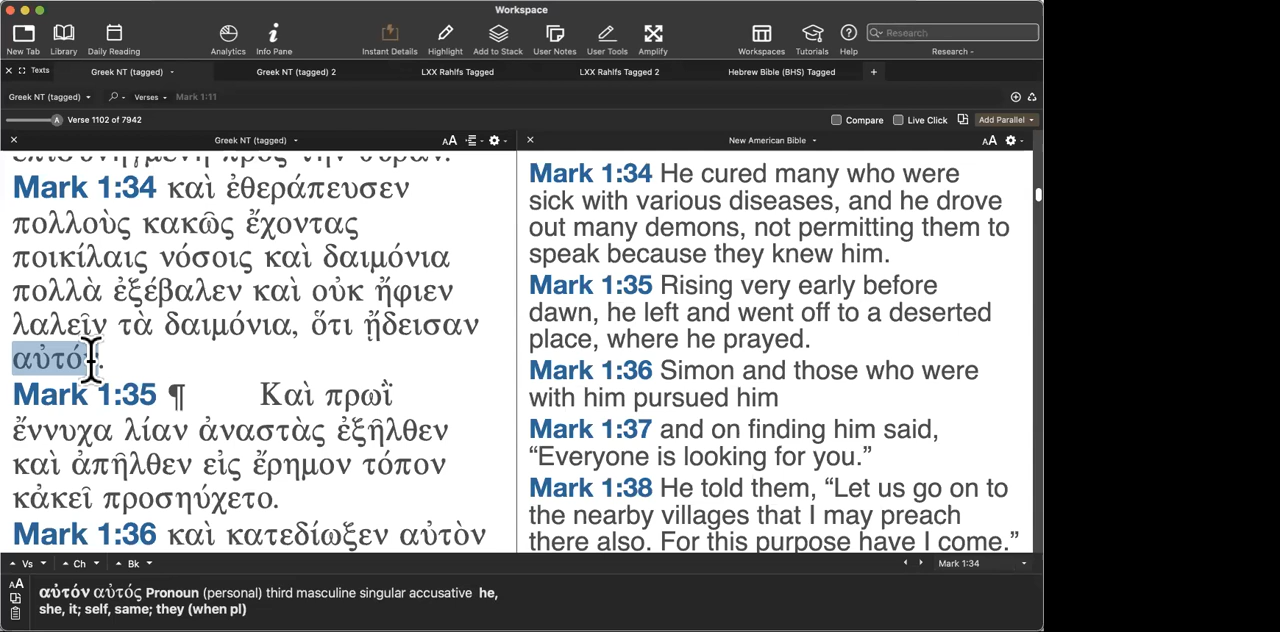 Workspace
New Tab Library Daily Reading Analytics Info Pane Instant Details Highlight Add to Stack User Notes User Tools Amplify Workspaces Tutorials Help Research
Research
Texts Greek NT (tagged) Greek NT (tagged) 2 LXX Rahlfs Tagged LXX Rahlfs Tagged 2 Hebrew Bible (BHS) Tagged +
Greek NT (tagged) Verses Mark 1:11
A Verse 1102 of 7942 Compare Live Click Add Parallel
Greek NT (tagged) AA
Mark 1:34 καὶ ἐθεράπευσεν
πολλοὺς κακῶς ἔχοντας
ποικίλαις νόσοις καὶ δαιμόνια
πολλὰ ἐξέβαλεν καὶ οὐκ ἤφιεν
λαλεῖν τὰ δαιμόνια, ὅτι ᾔδεισαν
Mark 1:35 ¶ Καὶ πρωῒ
ἔννυχα λίαν ἀναστὰς ἐξῆλθεν
καὶ ἀπῆλθεν εἰς ἔρημον τόπον
κἀκεῖ προσηύχετο.
Mark 1:36 καὶ κατεδίωξεν αὐτὸν
New American Bible AA
Mark 1:34 He cured many who were
sick with various diseases, and he drove
out many demons, not permitting them to
speak because they knew him.
Mark 1:35 Rising very early before
dawn, he left and went off to a deserted
place, where he prayed.
Mark 1:36 Simon and those who were
with him pursued him
Mark 1:37 and on finding him said,
“Everyone is looking for you.”
Mark 1:38 He told them, “Let us go on to
the nearby villages that I may preach
there also. For this purpose have I come.”
Vs Ch Bk Mark 1:34
AA αὐτόν αὐτός Pronoun (personal) third masculine singular accusative he,
she, it; self, same; they (when pl)